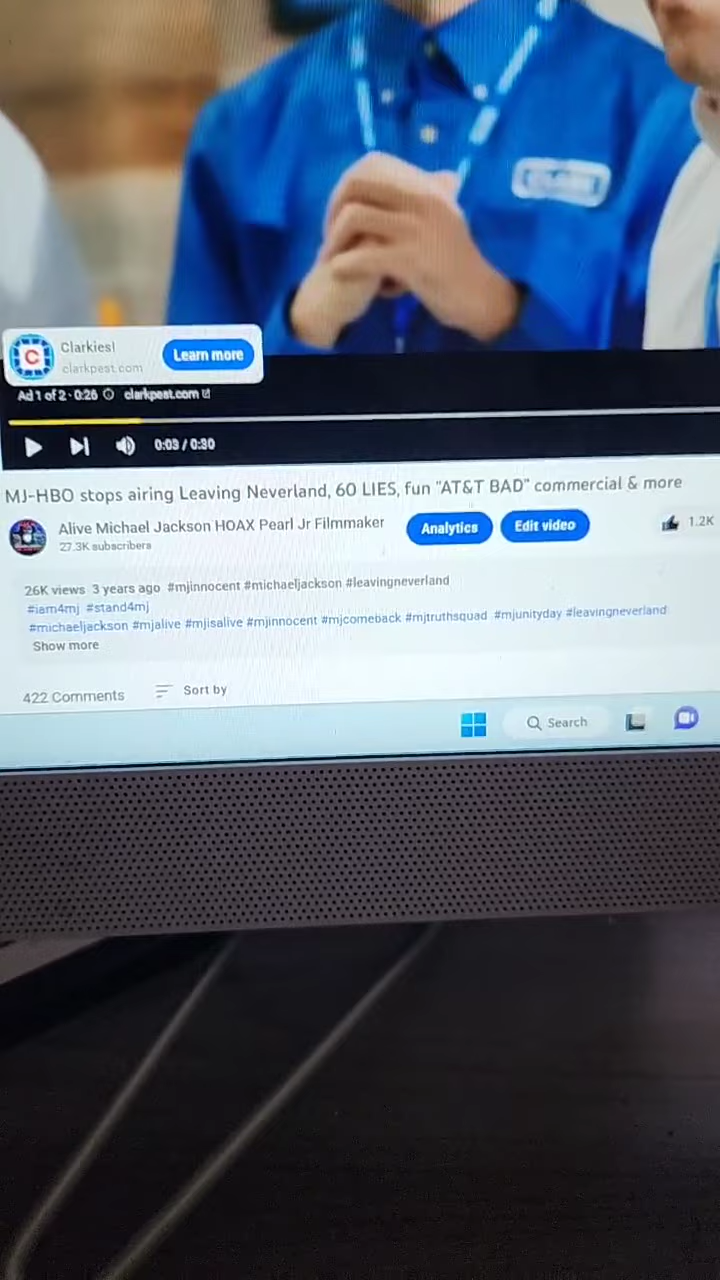 CLARK
Clarkies!
clarkpest.com
Learn more
Ad 1 of 2 · 0:26 clarkpest.com
0:03 / 0:30
MJ-HBO stops airing Leaving Neverland, 60 LIES, fun "AT&T BAD" commercial & more
Alive Michael Jackson HOAX Pearl Jr Filmmaker
27.3K subscribers
Analytics
Edit video
1.2K
26K views 3 years ago #mjinnocent #michaeljackson #leavingneverland
#iam4mj #stand4mj
#michaeljackson #mjalive #mjisalive #mjinnocent #mjcomeback #mjtruthsquad #mjunityday #leavingneverland
Show more
422 Comments
Sort by
Search